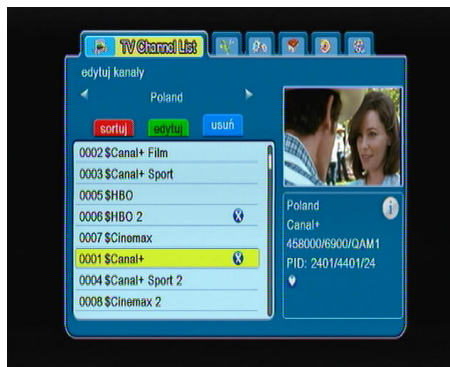 TV Channel List
edytuj kanały
Poland
sortuj
edytuj
usuń
0002 $Canal+ Film
0003 $Canal+ Sport
0005 $HBO
0006 $HBO 2
0007 $Cinemax
0001 $Canal+
0004 $Canal+ Sport 2
0008 $Cinemax 2
Poland
Canal+
458000/6900/QAM1
PID: 2401/4401/24